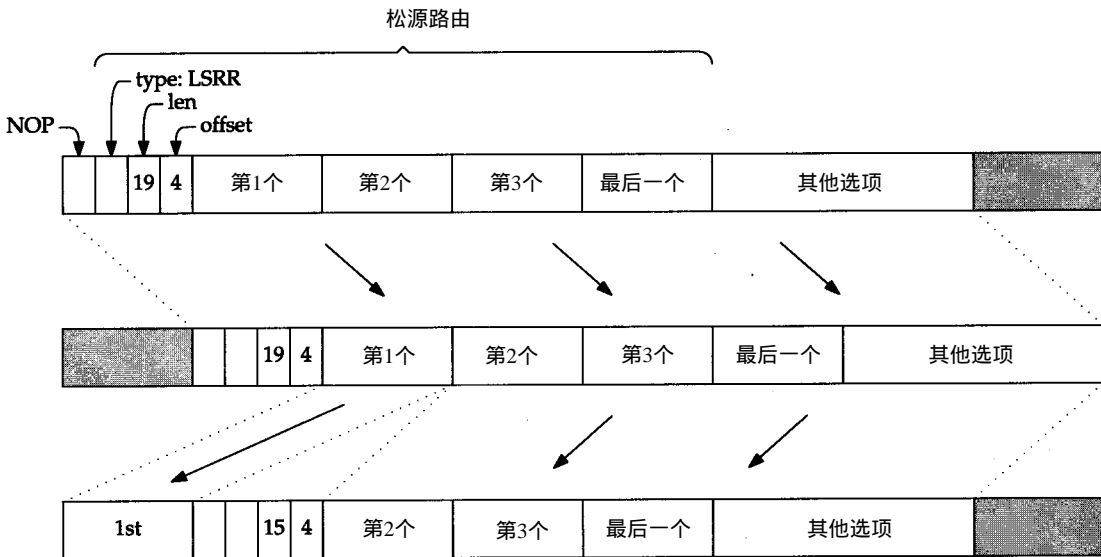 松源路由
type: LSRR
len
NOP
offset
19 4 第1个 第2个 第3个 最后一个 其他选项
19 4 第1个 第2个 第3个 最后一个 其他选项
1st 15 4 第2个 第3个 最后一个 其他选项